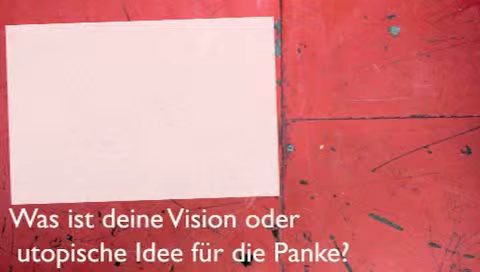 Was ist deine Vision oder
utopische Idee für die Panke?